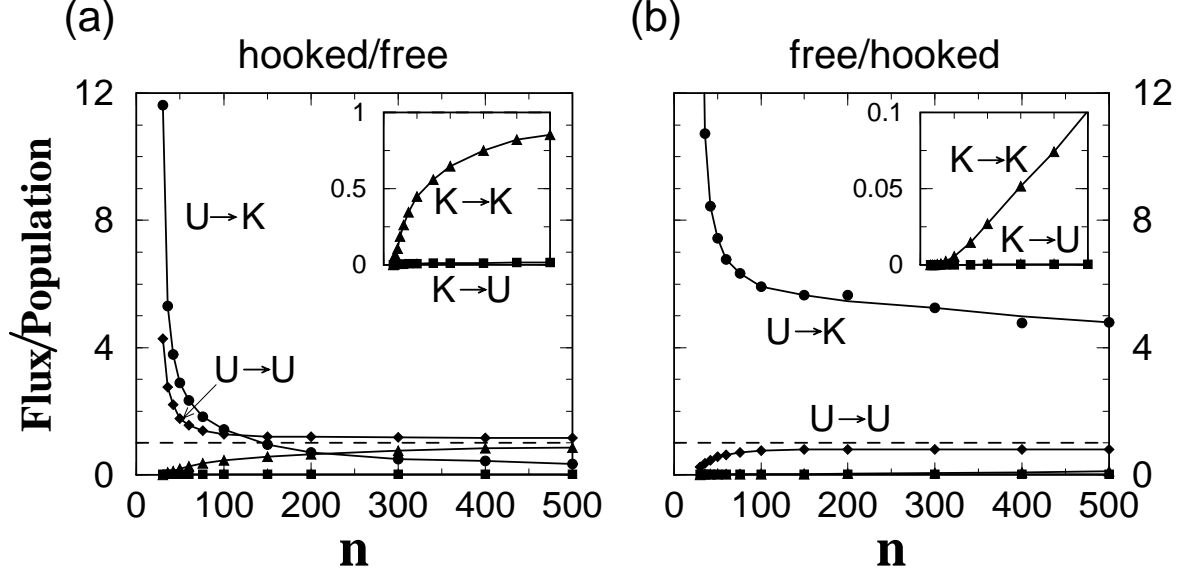 (a)
hooked/free
Flux/Population
12
8
4
0
U→K
U→U
1
0.5
0
K→K
K→U
0 100 200 300 400 500
n
(b)
free/hooked
12
8
4
0
0.1
0.05
0
K→K
K→U
U→K
U→U
0 100 200 300 400 500
n